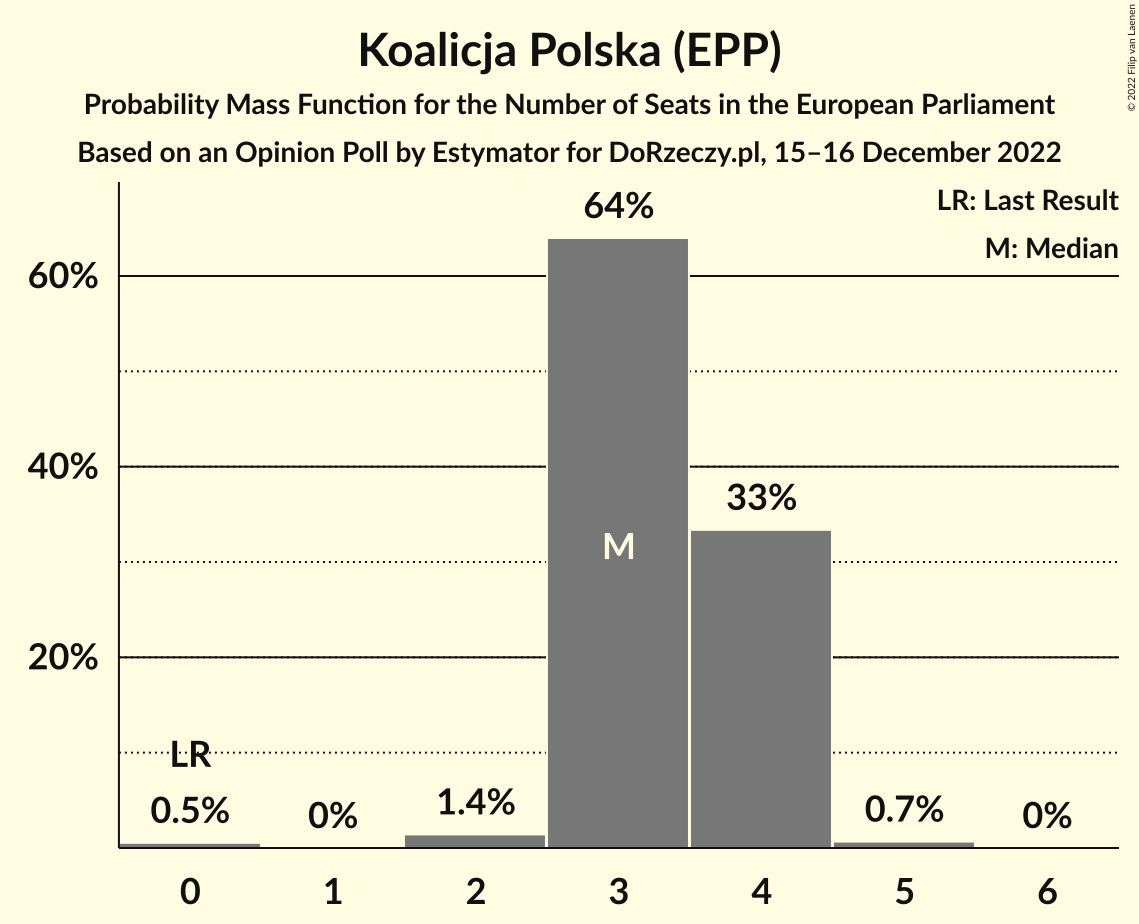 Koalicja Polska (EPP)
Probability Mass Function for the Number of Seats in the European Parliament
Based on an Opinion Poll by Estymator for DoRzeczy.pl, 15–16 December 2022
© 2022 Filip van Laenen
LR: Last Result
M: Median
64%
60%
40%
33%
M
20%
LR
0.5%
0%
1.4%
0.7%
0%
0
1
2
3
4
5
6